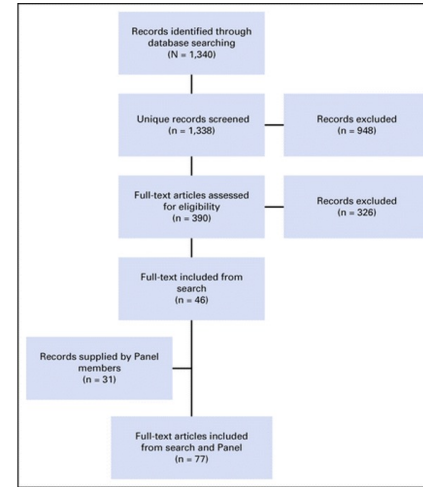 Records identified through
database searching
(N = 1,340)
Unique records screened
(n = 1,338)
Records excluded
(n = 948)
Full-text articles assessed
for eligibility
(n = 390)
Records excluded
(n = 326)
Full-text included from
search
(n = 46)
Records supplied by Panel
members
(n = 31)
Full-text articles included
from search and Panel
(n = 77)